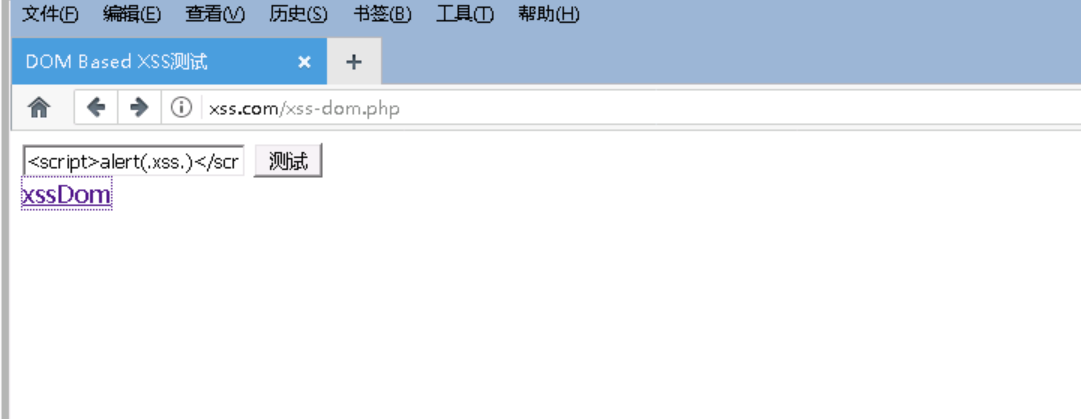 文件(F) 编辑(E) 查看(V) 历史(S) 书签(B) 工具(T) 帮助(H)
DOM Based XSS测试 × +
xss.com/xss-dom.php
<script>alert(.xss.)</scr 测试
xssDom